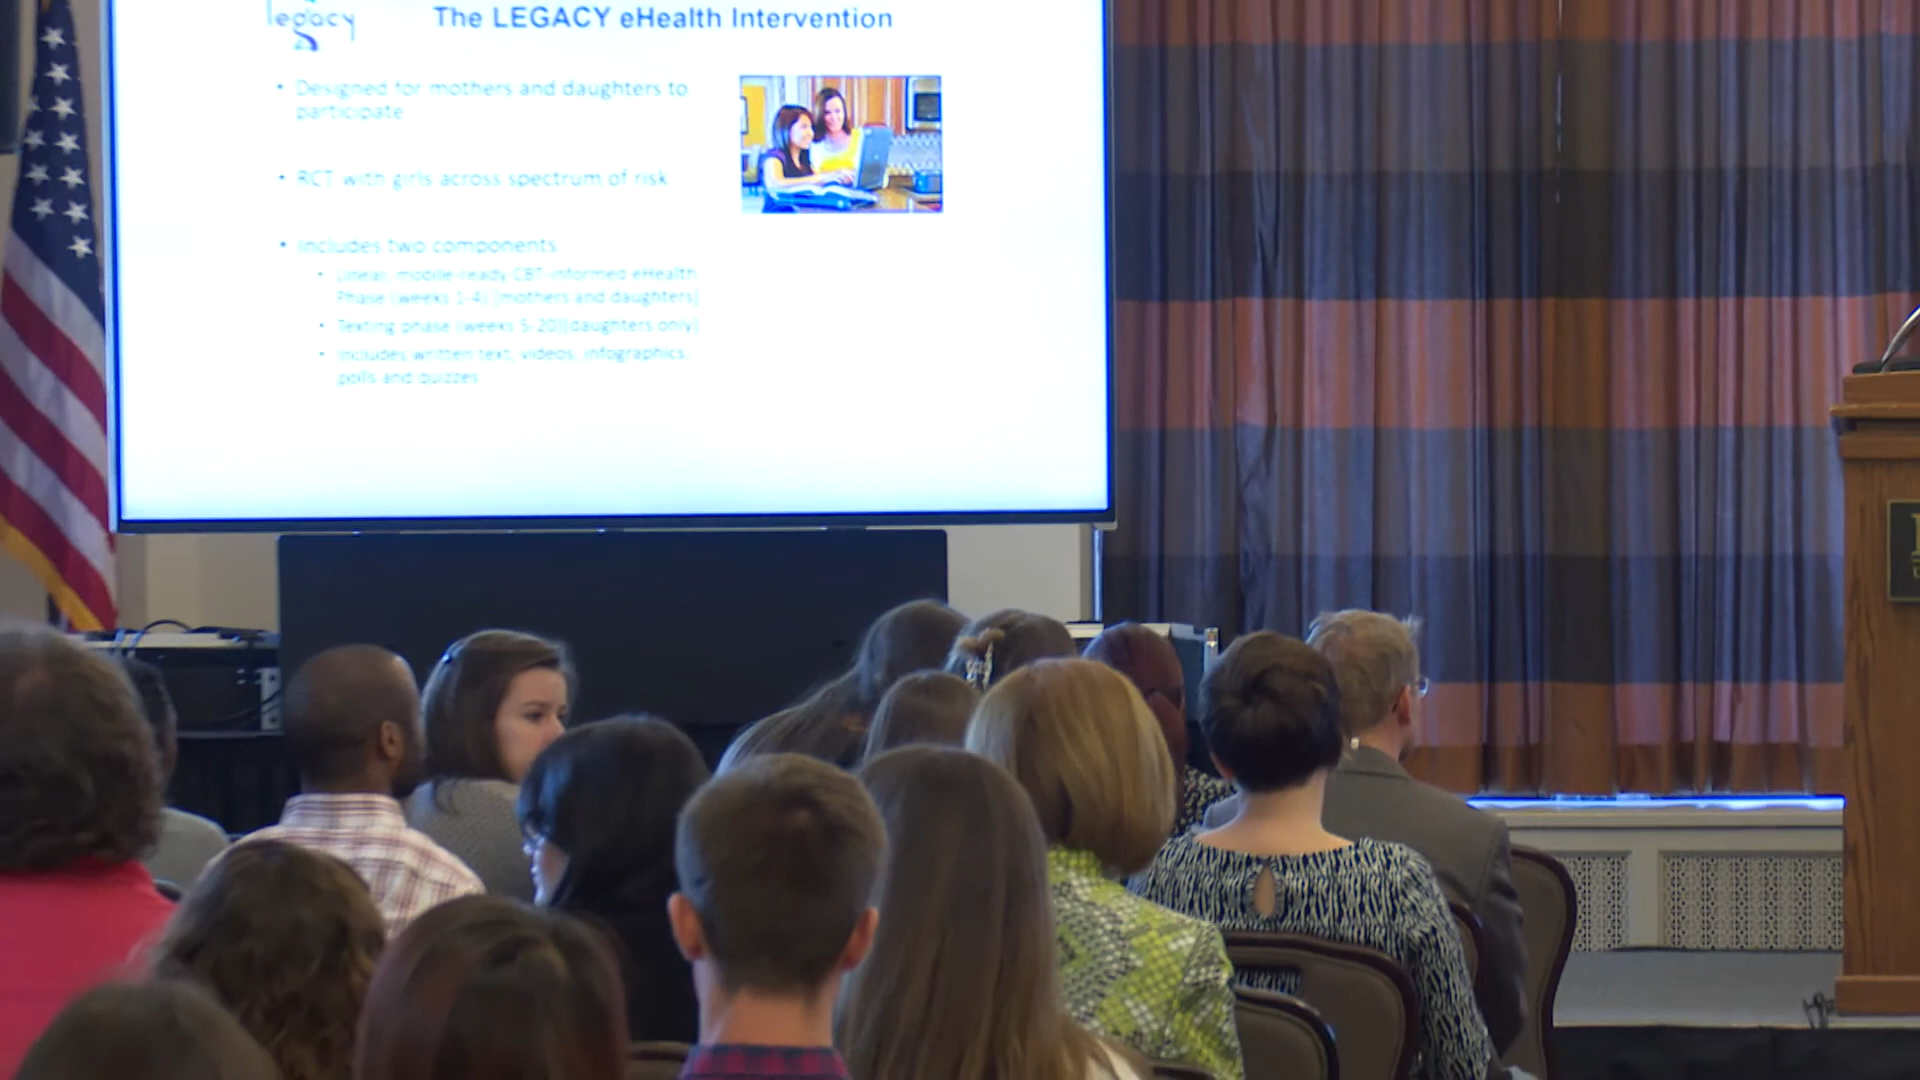 legacy
The LEGACY eHealth Intervention
• Designed for mothers and daughters to
participate
• RCT with girls across spectrum of risk
• Includes two components
• Linear, mobile-ready CBT-informed eHealth
Phase (weeks 1-4) [mothers and daughters]
• Texting phase (weeks 5-20)[daughters only]
• Includes written text, videos, infographics,
polls and quizzes